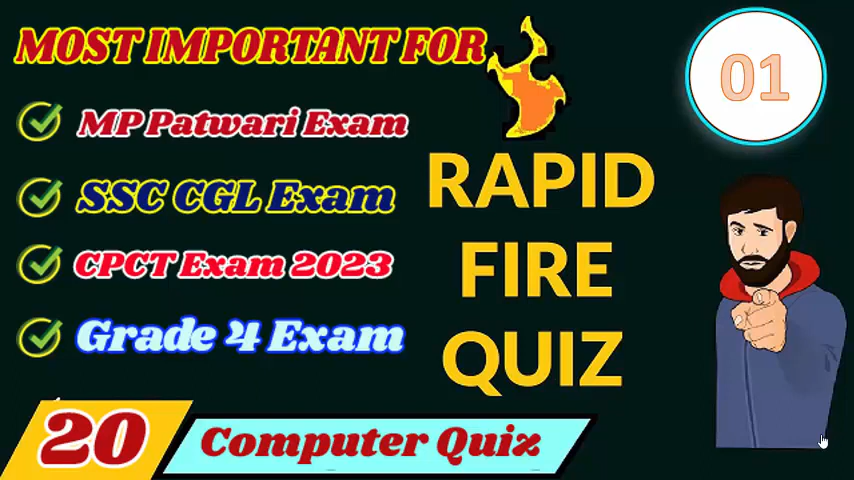 MOST IMPORTANT FOR
MP Patwari Exam
SSC CGL Exam
CPCT Exam 2023
Grade 4 Exam
RAPID
FIRE
QUIZ
01
20 Computer Quiz